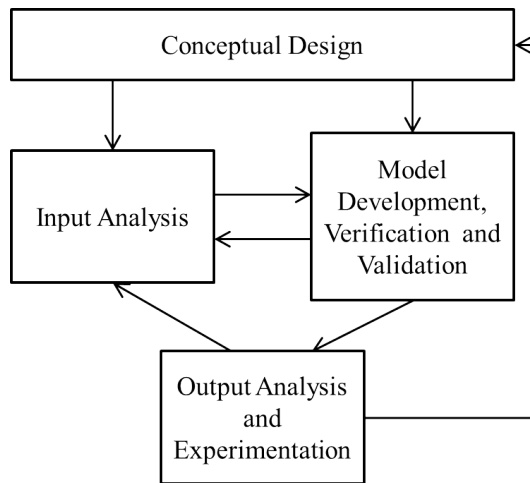 Conceptual Design
Input Analysis
Model
Development,
Verification and
Validation
Output Analysis
and
Experimentation